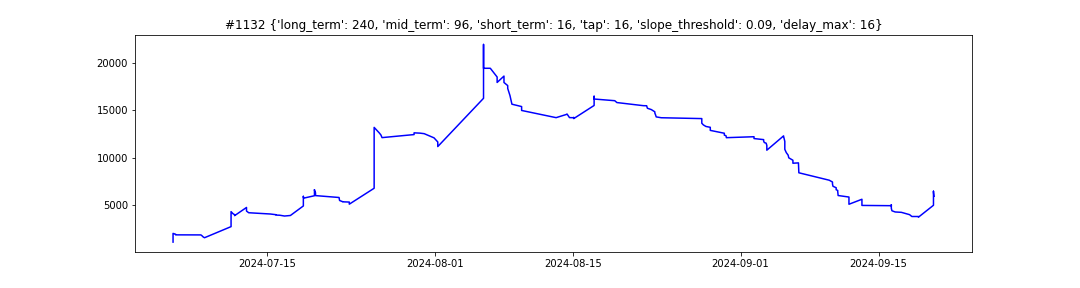 #1132 {'long_term': 240, 'mid_term': 96, 'short_term': 16, 'tap': 16, 'slope_threshold': 0.09, 'delay_max': 16}
20000
15000
10000
5000
2024-07-15 2024-08-01 2024-08-15 2024-09-01 2024-09-15